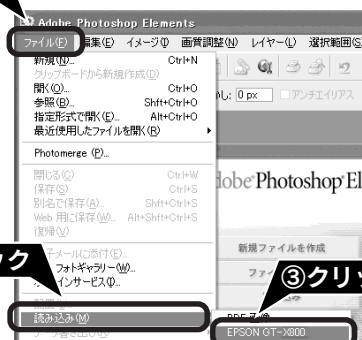 Adobe Photoshop Elements
ファイル(F) 編集(E) イメージ(I) 画質調整(N) レイヤー(L) 選択範囲(S)
新規(N)... Ctrl+N
クリップボードから新規作成(D)
開く(O)... Ctrl+O
参照(B)... Shft+Ctrl+O
指定形式で開く(E)... Alt+Ctrl+O
最近使用したファイルを開く(R)
0 px
アンチエイリアス
Photomerge (P)...
閉じる(C) Ctrl+W
保存(S) Ctrl+S
別名で保存(A)... Shft+Ctrl+S
Web 用に保存(W)... Alt+Shft+Ctrl+S
復帰(V)
obe Photoshop El
メールに添付(E)...
フォトギャラリー(W)...
インサービス(I)...
新規ファイルを作成
ック
ファ
③クリッ
読み込み(M)
EPSON GT-X800